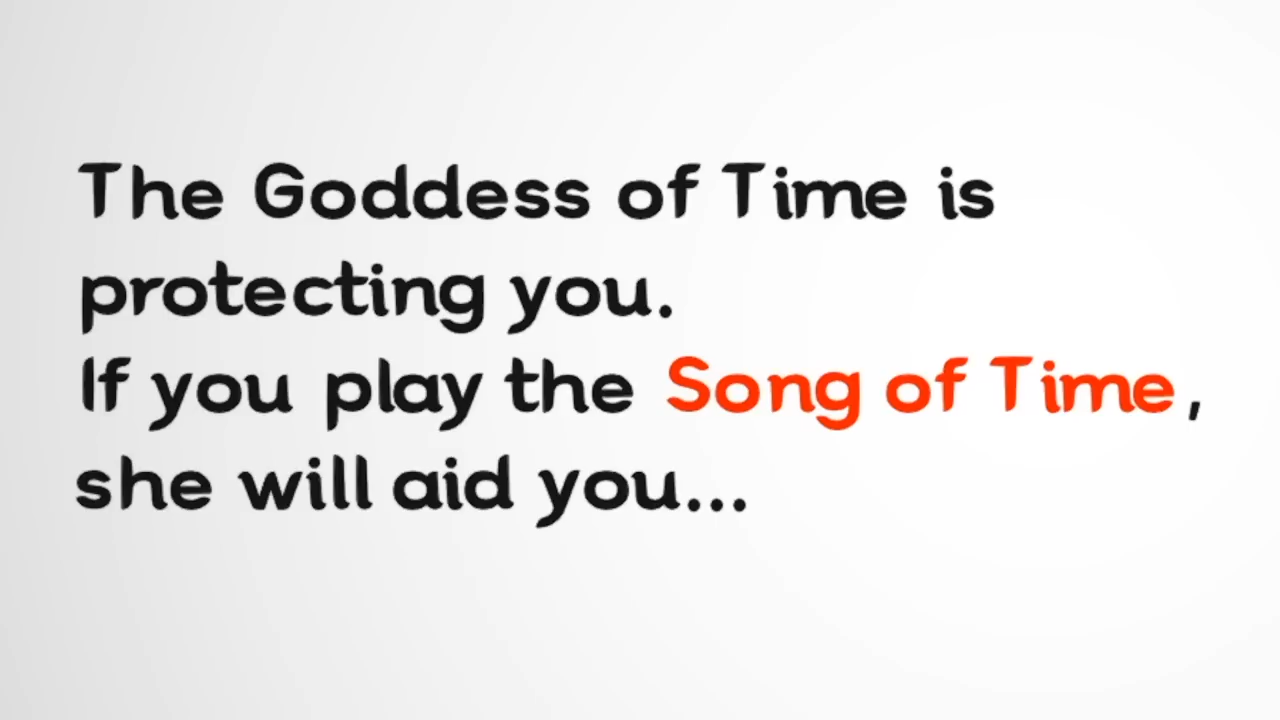 The Goddess of Time is
protecting you.
If you play the Song of Time,
she will aid you...